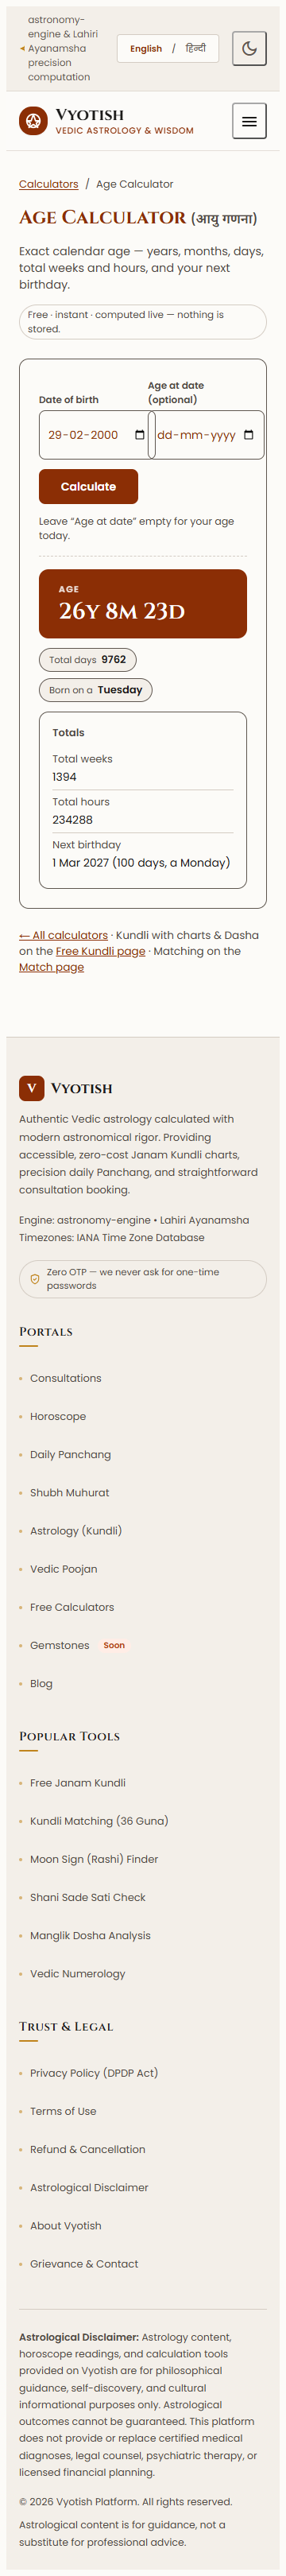 astronomy-
engine & Lahiri
Ayanamsha
precision
computation
English / हिन्दी
VYOTISH
VEDIC ASTROLOGY & WISDOM
Calculators / Age Calculator
AGE CALCULATOR (आयु गणना)
Exact calendar age — years, months, days,
total weeks and hours, and your next
birthday.
Free · instant · computed live — nothing is
stored.
Date of birth
Age at date
(optional)
29-02-2000
dd-mm-yyyy
Calculate
Leave “Age at date” empty for your age
today.
AGE
26Y 8M 23D
Total days 9762
Born on a Tuesday
Totals
Total weeks
1394
Total hours
234288
Next birthday
1 Mar 2027 (100 days, a Monday)
← All calculators · Kundli with charts & Dasha
on the Free Kundli page · Matching on the
Match page
V VYOTISH
Authentic Vedic astrology calculated with
modern astronomical rigor. Providing
accessible, zero-cost Janam Kundli charts,
precision daily Panchang, and straightforward
consultation booking.
Engine: astronomy-engine • Lahiri Ayanamsha
Timezones: IANA Time Zone Database
Zero OTP — we never ask for one-time
passwords
PORTALS
Consultations
Horoscope
Daily Panchang
Shubh Muhurat
Astrology (Kundli)
Vedic Poojan
Free Calculators
Gemstones Soon
Blog
POPULAR TOOLS
Free Janam Kundli
Kundli Matching (36 Guna)
Moon Sign (Rashi) Finder
Shani Sade Sati Check
Manglik Dosha Analysis
Vedic Numerology
TRUST & LEGAL
Privacy Policy (DPDP Act)
Terms of Use
Refund & Cancellation
Astrological Disclaimer
About Vyotish
Grievance & Contact
Astrological Disclaimer: Astrology content,
horoscope readings, and calculation tools
provided on Vyotish are for philosophical
guidance, self-discovery, and cultural
informational purposes only. Astrological
outcomes cannot be guaranteed. This platform
does not provide or replace certified medical
diagnoses, legal counsel, psychiatric therapy, or
licensed financial planning.
© 2026 Vyotish Platform. All rights reserved.
Astrological content is for guidance, not a
substitute for professional advice.